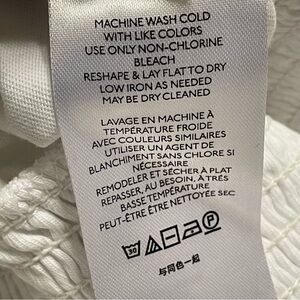 MACHINE WASH COLD
WITH LIKE COLORS
USE ONLY NON-CHLORINE
BLEACH
RESHAPE & LAY FLAT TO DRY
LOW IRON AS NEEDED
MAY BE DRY CLEANED
LAVAGE EN MACHINE À
TEMPÉRATURE FROIDE
AVEC COULEURS SIMILAIRES
UTILISER UN AGENT DE
BLANCHIMENT SANS CHLORE SI
NÉCESSAIRE
REMODELER ET SÉCHER À PLAT
REPASSER, AU BESOIN, À TRÉS
BASSE TEMPÉRATURE
PEUT-ÊTRE ÊTRE NETTOYÉE SEC
30
P
与同色一起